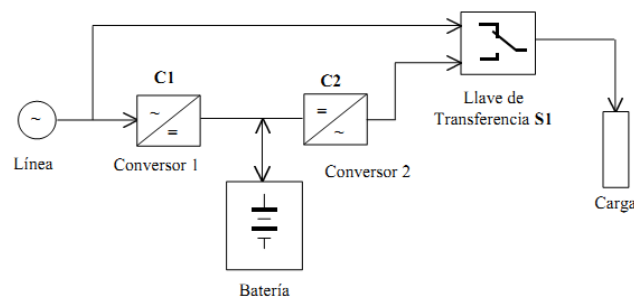 C1
C2
~
=
=
~
~
Línea
Conversor 1
Conversor 2
Llave de
Transferencia S1
Carga
Batería